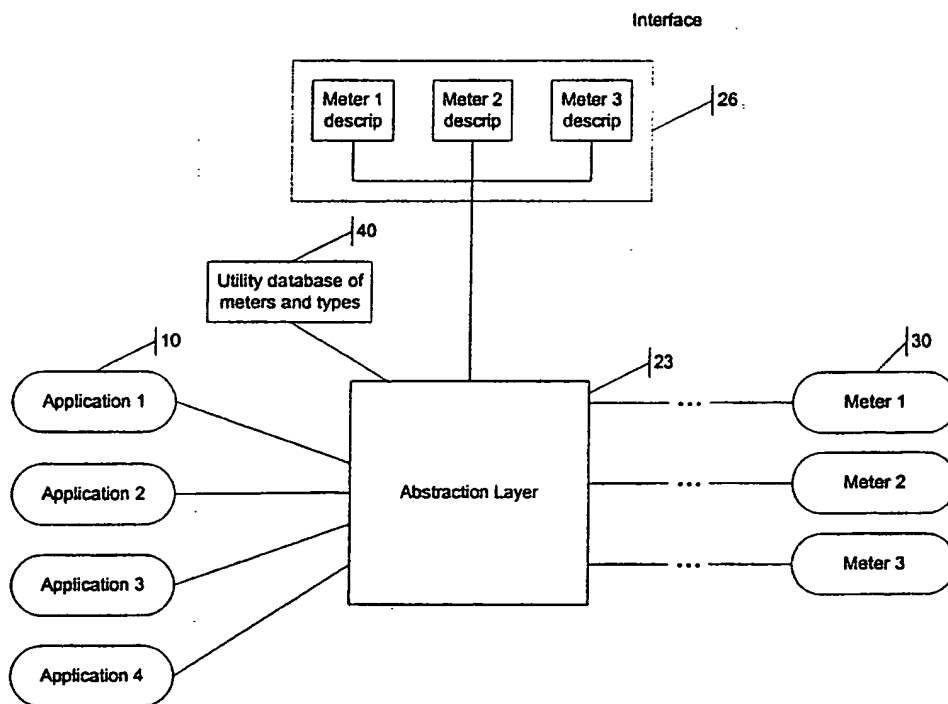 Interface
Meter 1
descrip
Meter 2
descrip
Meter 3
descrip
26
40
Utility database of
meters and types
10
23
30
Application 1
Application 2
Application 3
Application 4
Abstraction Layer
...
Meter 1
...
Meter 2
...
Meter 3